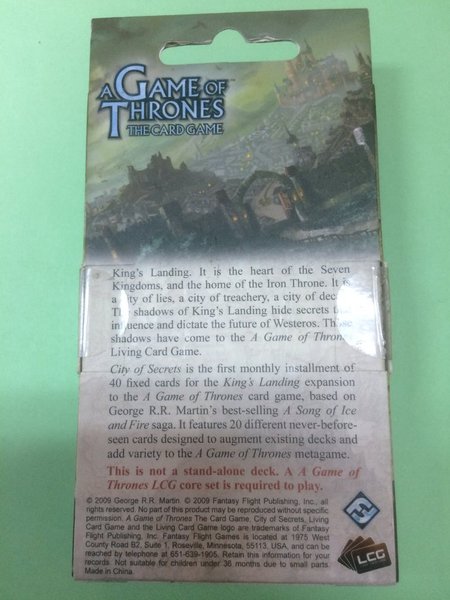 A GAME OF
THRONES™
THE CARD GAME
King's Landing. It is the heart of the Seven
Kingdoms, and the home of the Iron Throne. It is
a city of lies, a city of treachery, a city of
The shadows of King's Landing hide secrets
influence and dictate the future of Westeros.
shadows have come to the A Game of
Living Card Game.
City of Secrets is the first monthly installment of
40 fixed cards for the King's Landing expansion
to the A Game of Thrones card game, based on
George R.R. Martin's best-selling A Song of Ice
and Fire saga. It features 20 different never-before-
seen cards designed to augment existing decks and
add variety to the A Game of Thrones metagame.
This is not a stand-alone deck. A A Game of
Thrones LCG core set is required to play.
© 2009 George R.R. Martin. © 2009 Fantasy Flight Publishing, Inc., all
rights reserved. No part of this product may be reproduced without specific
permission. A Game of Thrones The Card Game, City of Secrets, Living
Card Game and the Living Card Game logo are trademarks of Fantasy
Flight Publishing, Inc. Fantasy Flight Games is located at 1975 West
County Road B2, Suite 1, Roseville, Minnesota, 55113, USA, and can be
reached by telephone at 651-639-1905. Retain this information for your
records. Not suitable for children under 36 months due to small parts.
Made in China.
LCG